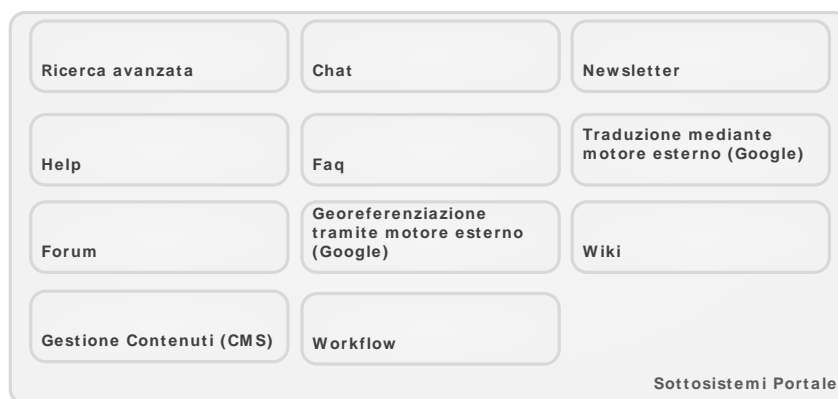 Ricerca avanzata
Chat
Newsletter
Help
Faq
Traduzione mediante
motore esterno (Google)
Forum
Georeferenziazione
tramite motore esterno
(Google)
Wiki
Gestione Contenuti (CMS)
Workflow
Sottosistemi Portale